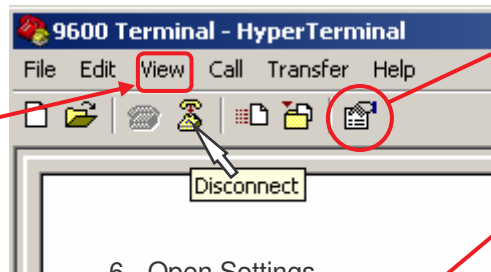 9600 Terminal - HyperTerminal
File Edit View Call Transfer Help
Disconnect
6. Open Settings